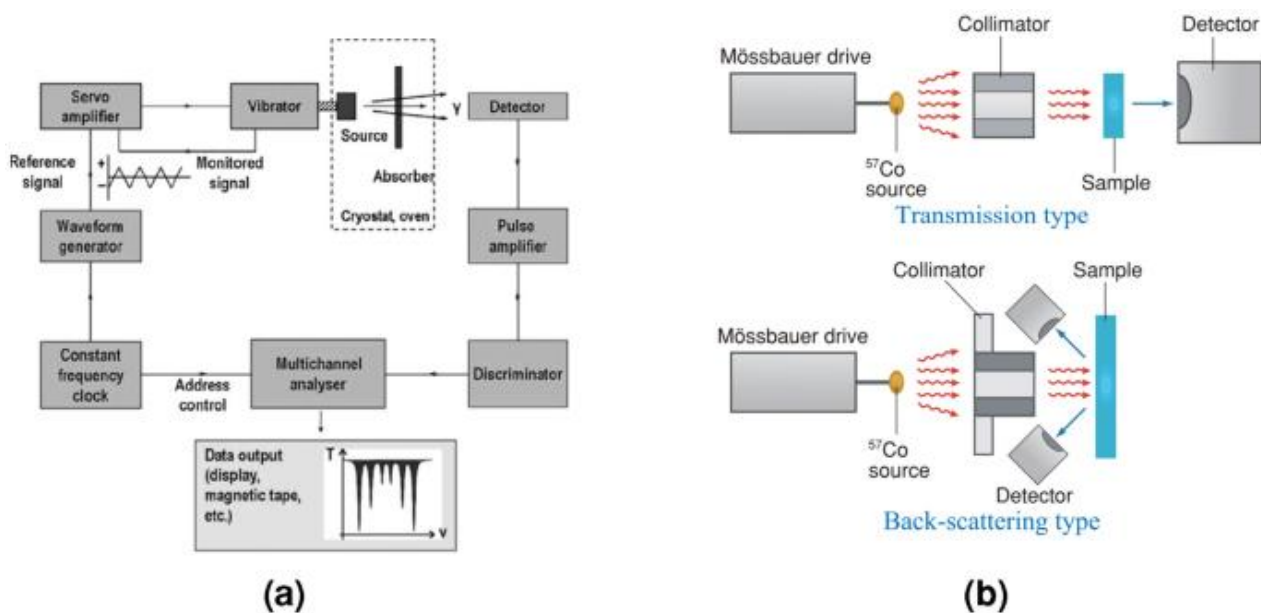 Servo
amplifier
Vibrator
Source
γ
Detector
Reference
signal
+
−
Monitored
signal
Absorber
Cryostat, oven
Waveform
generator
Pulse
amplifier
Constant
frequency
clock
Address
control
Multichannel
analyser
Discriminator
Data output
(display,
magnetic tape,
etc.)
T
v
(a)
Mössbauer drive
Collimator
Detector
57Co
source
Sample
Transmission type
Collimator
Sample
Mössbauer drive
57Co
source
Detector
Back-scattering type
(b)